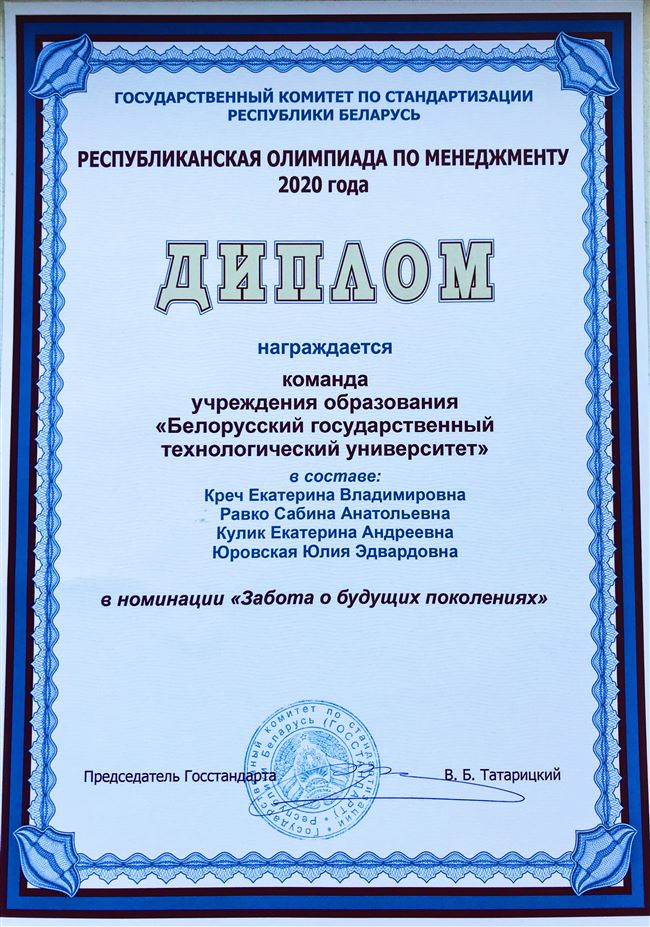 ГОСУДАРСТВЕННЫЙ КОМИТЕТ ПО СТАНДАРТИЗАЦИИ
РЕСПУБЛИКИ БЕЛАРУСЬ
РЕСПУБЛИКАНСКАЯ ОЛИМПИАДА ПО МЕНЕДЖМЕНТУ
2020 года
ДИПЛОМ
награждается
команда
учреждения образования
«Белорусский государственный
технологический университет»
в составе:
Креч Екатерина Владимировна
Равко Сабина Анатольевна
Кулик Екатерина Андреевна
Юровская Юлия Эдвардовна
в номинации «Забота о будущих поколениях»
Государственный комитет по стандартизации
Республики Беларусь (ГОССТАНДАРТ)
Председатель Госстандарта В. Б. Татарицкий